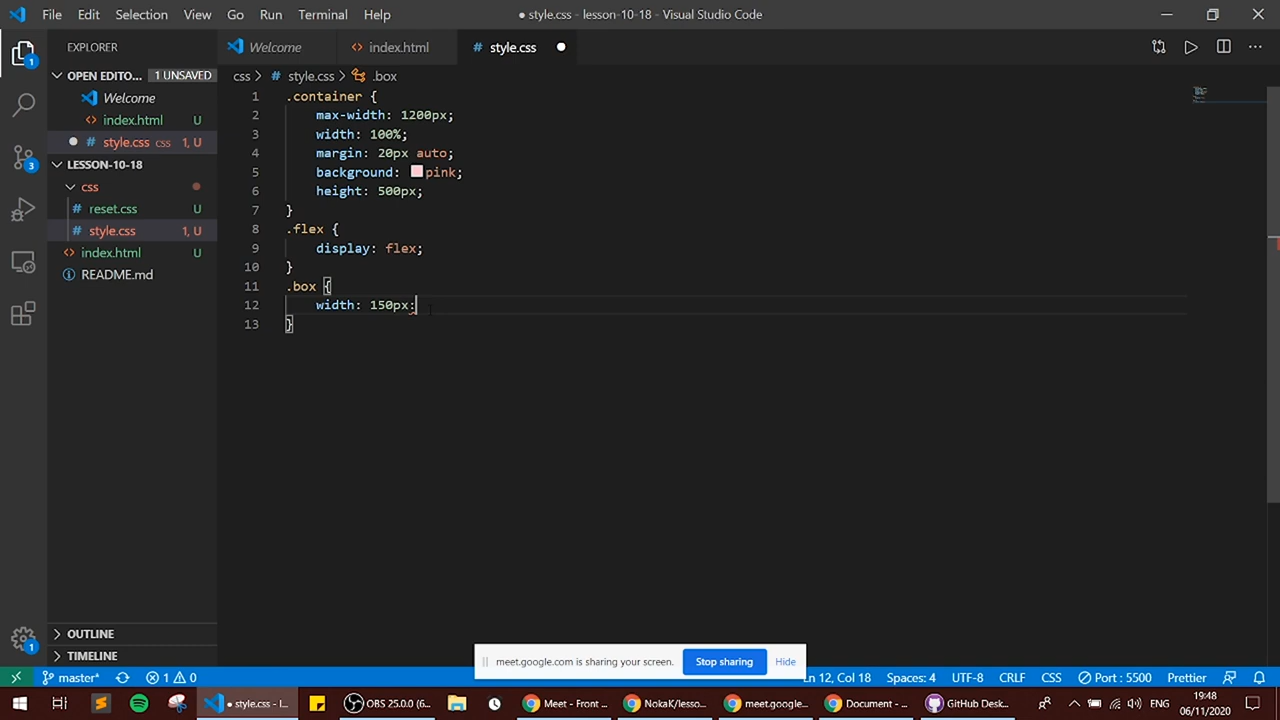 File Edit Selection View Go Run Terminal Help
● style.css - lesson-10-18 - Visual Studio Code
EXPLORER
Welcome
index.html
style.css
OPEN EDITO... 1 UNSAVED
css > style.css > .box
Welcome
index.html U
style.css css 1, U
LESSON-10-18
css
reset.css U
style.css 1, U
index.html U
README.md
1 .container {
2 max-width: 1200px;
3 width: 100%;
4 margin: 20px auto;
5 background: pink;
6 height: 500px;
7 }
8 .flex {
9 display: flex;
10 }
11 .box {
12 width: 150px:
13 }
OUTLINE
TIMELINE
meet.google.com is sharing your screen. Stop sharing Hide
master* 1 0 Ln 12, Col 18 Spaces: 4 UTF-8 CRLF CSS Port : 5500 Prettier
style.css - l... OBS 25.0.0 (6... Meet - Front ... NokaK/lesso... meet.google... Document - ... GitHub Desk... ENG
19:48
06/11/2020